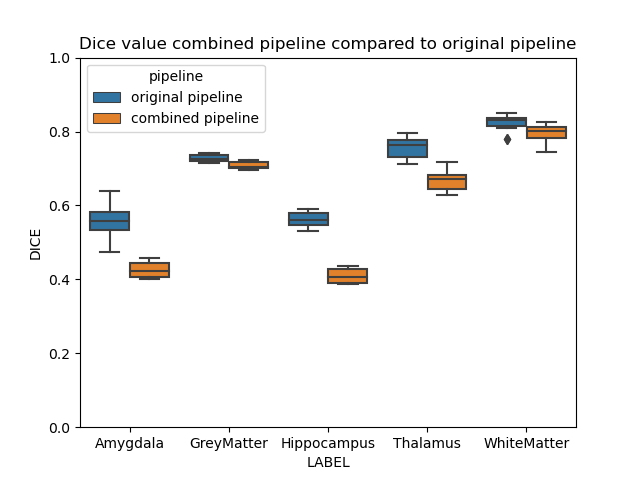 Dice value combined pipeline compared to original pipeline
pipeline
original pipeline
combined pipeline
1.0
0.8
0.6
0.4
0.2
0.0
DICE
Amygdala GreyMatter Hippocampus Thalamus WhiteMatter
LABEL